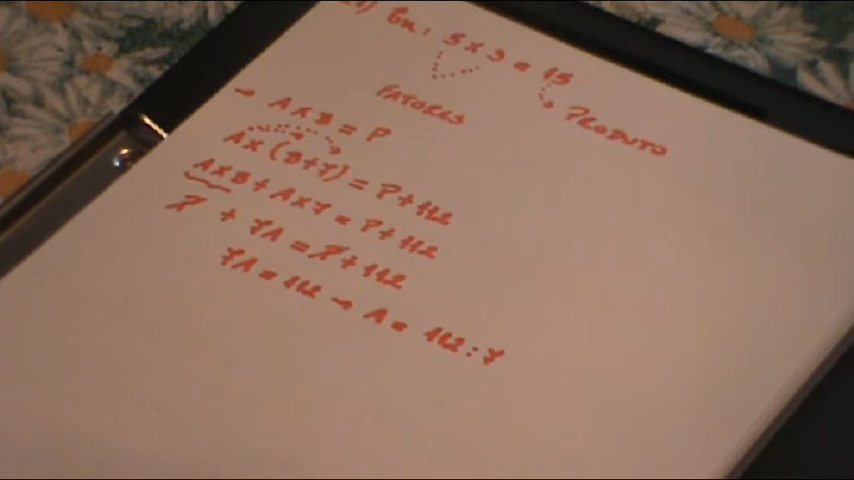 Ex: 5 x 3 = 15
FATORES
PRODUTO
→ A x B = P
A x (B + 7) = P + 112
A x B + A x 7 = P + 112
P + 7A = P + 112
7A = 112 → A = 112 : 7